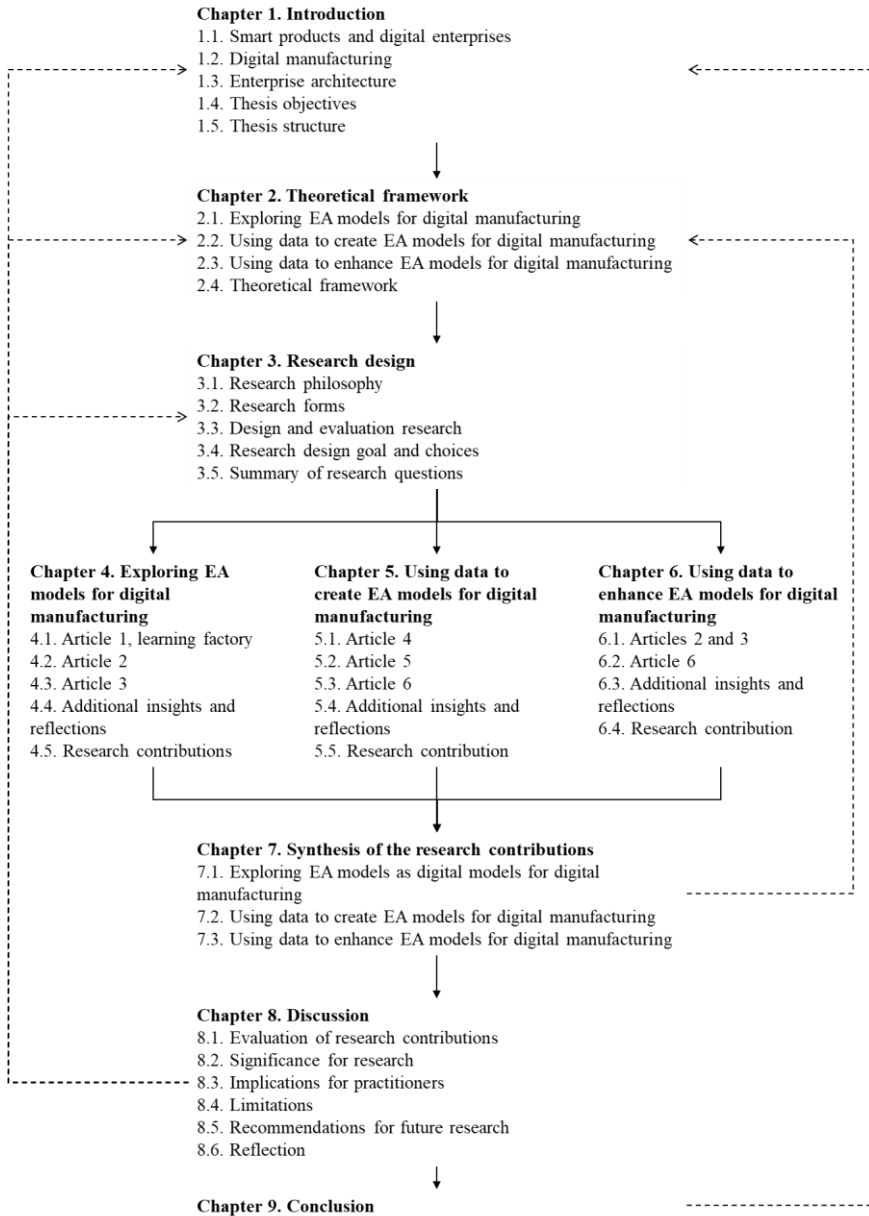 Chapter 1. Introduction
1.1. Smart products and digital enterprises
1.2. Digital manufacturing
1.3. Enterprise architecture
1.4. Thesis objectives
1.5. Thesis structure
Chapter 2. Theoretical framework
2.1. Exploring EA models for digital manufacturing
2.2. Using data to create EA models for digital manufacturing
2.3. Using data to enhance EA models for digital manufacturing
2.4. Theoretical framework
Chapter 3. Research design
3.1. Research philosophy
3.2. Research forms
3.3. Design and evaluation research
3.4. Research design goal and choices
3.5. Summary of research questions
Chapter 4. Exploring EA
models for digital
manufacturing
4.1. Article 1, learning factory
4.2. Article 2
4.3. Article 3
4.4. Additional insights and
reflections
4.5. Research contributions
Chapter 5. Using data to
create EA models for digital
manufacturing
5.1. Article 4
5.2. Article 5
5.3. Article 6
5.4. Additional insights and
reflections
5.5. Research contribution
Chapter 6. Using data to
enhance EA models for digital
manufacturing
6.1. Articles 2 and 3
6.2. Article 6
6.3. Additional insights and
reflections
6.4. Research contribution
Chapter 7. Synthesis of the research contributions
7.1. Exploring EA models as digital models for digital
manufacturing
7.2. Using data to create EA models for digital manufacturing
7.3. Using data to enhance EA models for digital manufacturing
Chapter 8. Discussion
8.1. Evaluation of research contributions
8.2. Significance for research
8.3. Implications for practitioners
8.4. Limitations
8.5. Recommendations for future research
8.6. Reflection
Chapter 9. Conclusion